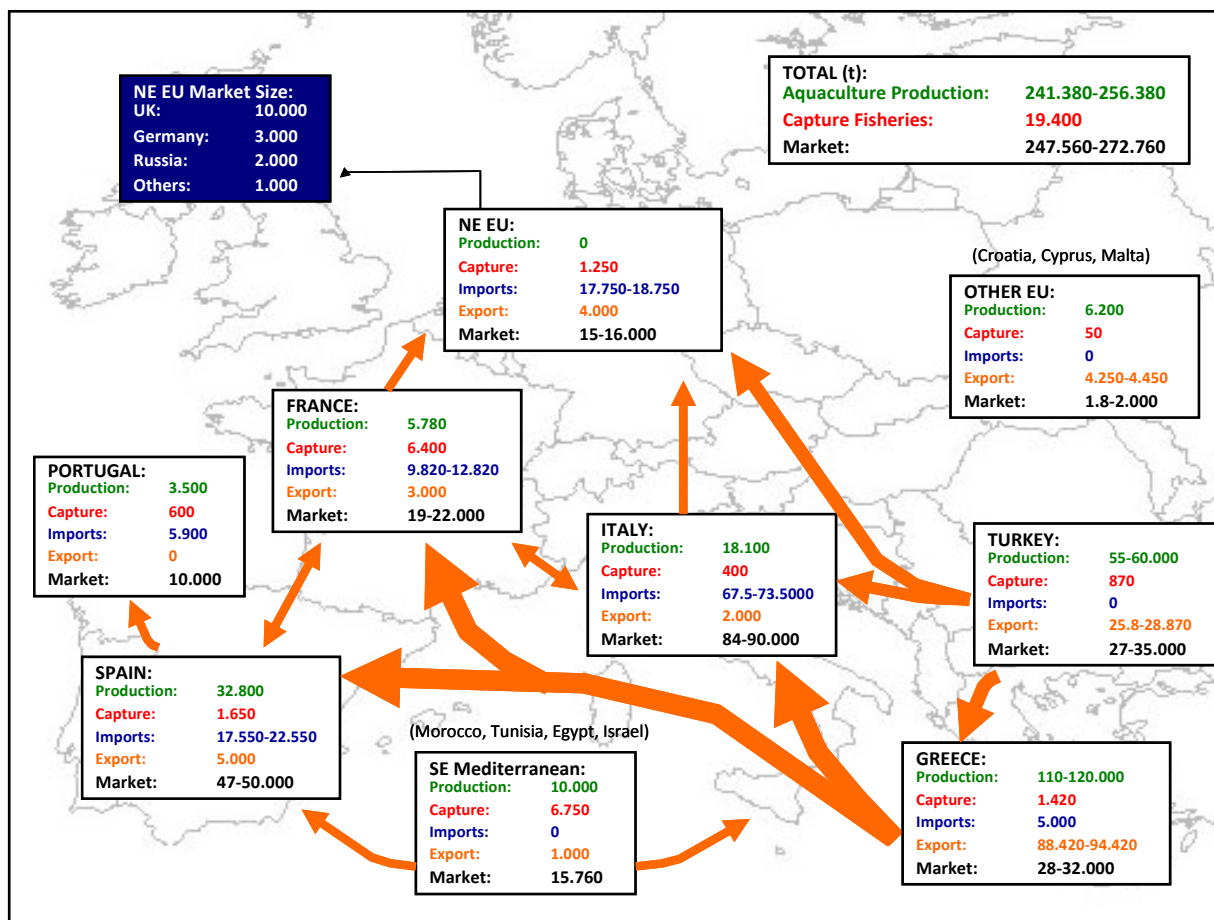 NE EU Market Size:
UK: 10.000
Germany: 3.000
Russia: 2.000
Others: 1.000
TOTAL (t):
Aquaculture Production: 241.380-256.380
Capture Fisheries: 19.400
Market: 247.560-272.760
NE EU:
Production: 0
Capture: 1.250
Imports: 17.750-18.750
Export: 4.000
Market: 15-16.000
(Croatia, Cyprus, Malta)
OTHER EU:
Production: 6.200
Capture: 50
Imports: 0
Export: 4.250-4.450
Market: 1.8-2.000
FRANCE:
Production: 5.780
Capture: 6.400
Imports: 9.820-12.820
Export: 3.000
Market: 19-22.000
PORTUGAL:
Production: 3.500
Capture: 600
Imports: 5.900
Export: 0
Market: 10.000
ITALY:
Production: 18.100
Capture: 400
Imports: 67.5-73.5000
Export: 2.000
Market: 84-90.000
TURKEY:
Production: 55-60.000
Capture: 870
Imports: 0
Export: 25.8-28.870
Market: 27-35.000
SPAIN:
Production: 32.800
Capture: 1.650
Imports: 17.550-22.550
Export: 5.000
Market: 47-50.000
(Morocco, Tunisia, Egypt, Israel)
SE Mediterranean:
Production: 10.000
Capture: 6.750
Imports: 0
Export: 1.000
Market: 15.760
GREECE:
Production: 110-120.000
Capture: 1.420
Imports: 5.000
Export: 88.420-94.420
Market: 28-32.000